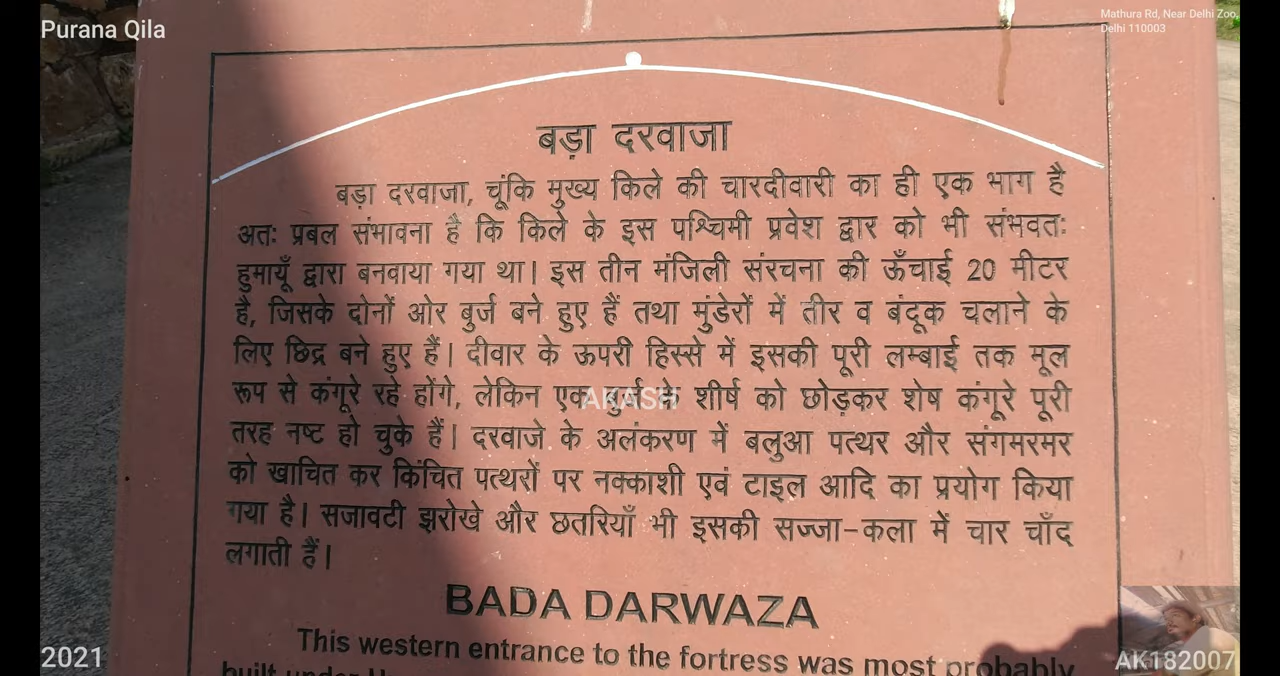 Purana Qila
Mathura Rd, Near Delhi Zoo,
Delhi 110003
बड़ा दरवाजा
बड़ा दरवाजा, चूंकि मुख्य किले की चारदीवारी का ही एक भाग है
अतः प्रबल संभावना है कि किले के इस पश्चिमी प्रवेश द्वार को भी संभवतः
हुमायूँ द्वारा बनवाया गया था। इस तीन मंजिली संरचना की ऊँचाई 20 मीटर
है, जिसके दोनों ओर बुर्ज बने हुए हैं तथा मुंडेरों में तीर व बंदूक चलाने के
लिए छिद्र बने हुए हैं। दीवार के ऊपरी हिस्से में इसकी पूरी लम्बाई तक मूल
रूप से कंगूरे रहे होंगे, लेकिन एक बुर्ज के शीर्ष को छोड़कर शेष कंगूरे पूरी
AKASH
तरह नष्ट हो चुके हैं। दरवाजे के अलंकरण में बलुआ पत्थर और संगमरमर
को खाचित कर किंचित पत्थरों पर नक्काशी एवं टाइल आदि का प्रयोग किया
गया है। सजावटी झरोखे और छतरियाँ भी इसकी सज्जा-कला में चार चाँद
लगाती हैं।
BADA DARWAZA
This western entrance to the fortress was most probably
built under
2021
AK182007